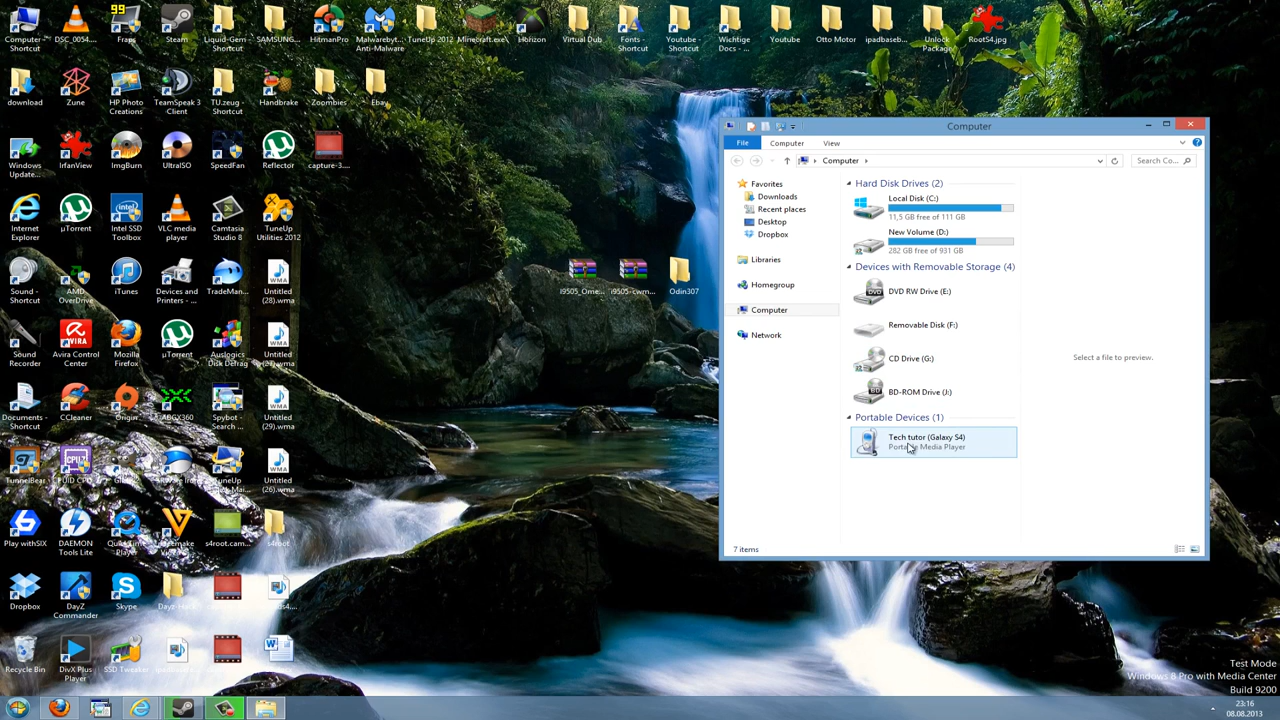 Computer -
Shortcut
DSC_0054....
99
Fraps
Steam
Liquid-Gem -
Shortcut
SAMSUNG...
HitmanPro
Malwarebyt...
Anti-Malware
TuneUp 2012
Minecraft.exe
Horizon
Virtual Dub
Fonts -
Shortcut
Youtube -
Shortcut
Wichtige
Docs - ...
Youtube
Otto Motor
ipadbaseb...
Unlock
Package
RootS4.jpg
download
Zune
HP Photo
Creations
TeamSpeak 3
Client
TU.zeug -
Shortcut
Handbrake
Zoombies
Ebay
Windows
Update...
IrfanView
ImgBurn
UltraISO
SpeedFan
Reflector
capture-3....
Internet
Explorer
µTorrent
Intel SSD
Toolbox
VLC media
player
Camtasia
Studio 8
TuneUp
Utilities 2012
Sound -
Shortcut
AMD
OverDrive
iTunes
Devices and
Printers - ...
TradeMan...
Untitled
(28).wma
Sound
Recorder
Avira Control
Center
Mozilla
Firefox
µTorrent
Auslogics
Disk Defrag
Untitled
Documents -
Shortcut
CCleaner
Origin
Spybot -
Search ...
Untitled
(29).wma
TunnelBear
Untitled
(26).wma
Play withSIX
DAEMON
Tools Lite
QuickTime
Player
s4root.cam...
s4root
Dropbox
DayZ
Commander
Skype
Recycle Bin
DivX Plus
Player
SSD Tweaker
i9505_Ome...
i9505-cwm...
Odin307
Computer
File
Computer
View
Computer
Search Co...
Favorites
Downloads
Recent places
Desktop
Dropbox
Libraries
Homegroup
Computer
Network
Hard Disk Drives (2)
Local Disk (C:)
11,5 GB free of 111 GB
New Volume (D:)
282 GB free of 931 GB
Devices with Removable Storage (4)
DVD RW Drive (E:)
Removable Disk (F:)
CD Drive (G:)
BD-ROM Drive (J:)
Portable Devices (1)
Tech tutor (Galaxy S4)
Portable Media Player
Select a file to preview.
7 items
Test Mode
Windows 8 Pro with Media Center
Build 9200
23:16
08.08.2013